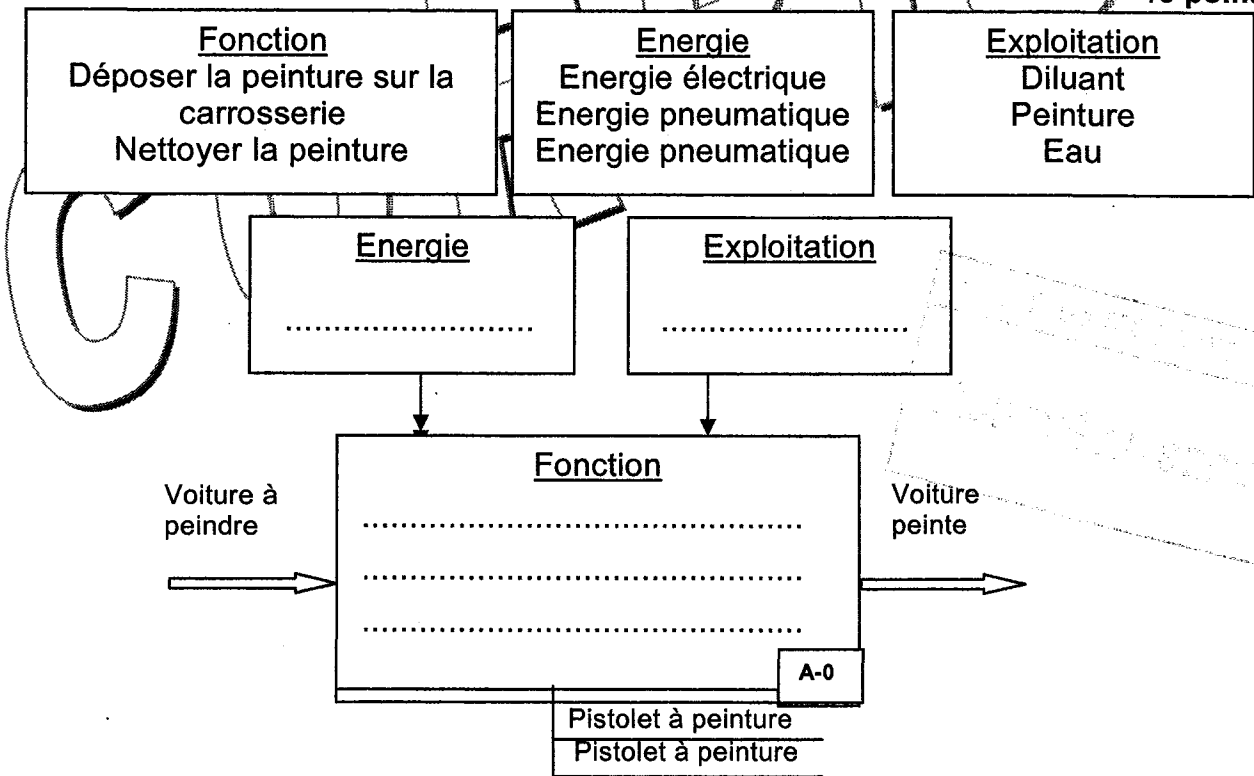 Fonction
Déposer la peinture sur la
carrosserie
Nettoyer la peinture
Energie
Energie électrique
Energie pneumatique
Energie pneumatique
Exploitation
Diluant
Peinture
Eau
Energie
..............................
Exploitation
..............................
Voiture à
peindre
Fonction
......................................................
......................................................
......................................................
Voiture
peinte
A-0
Pistolet à peinture
Pistolet à peinture